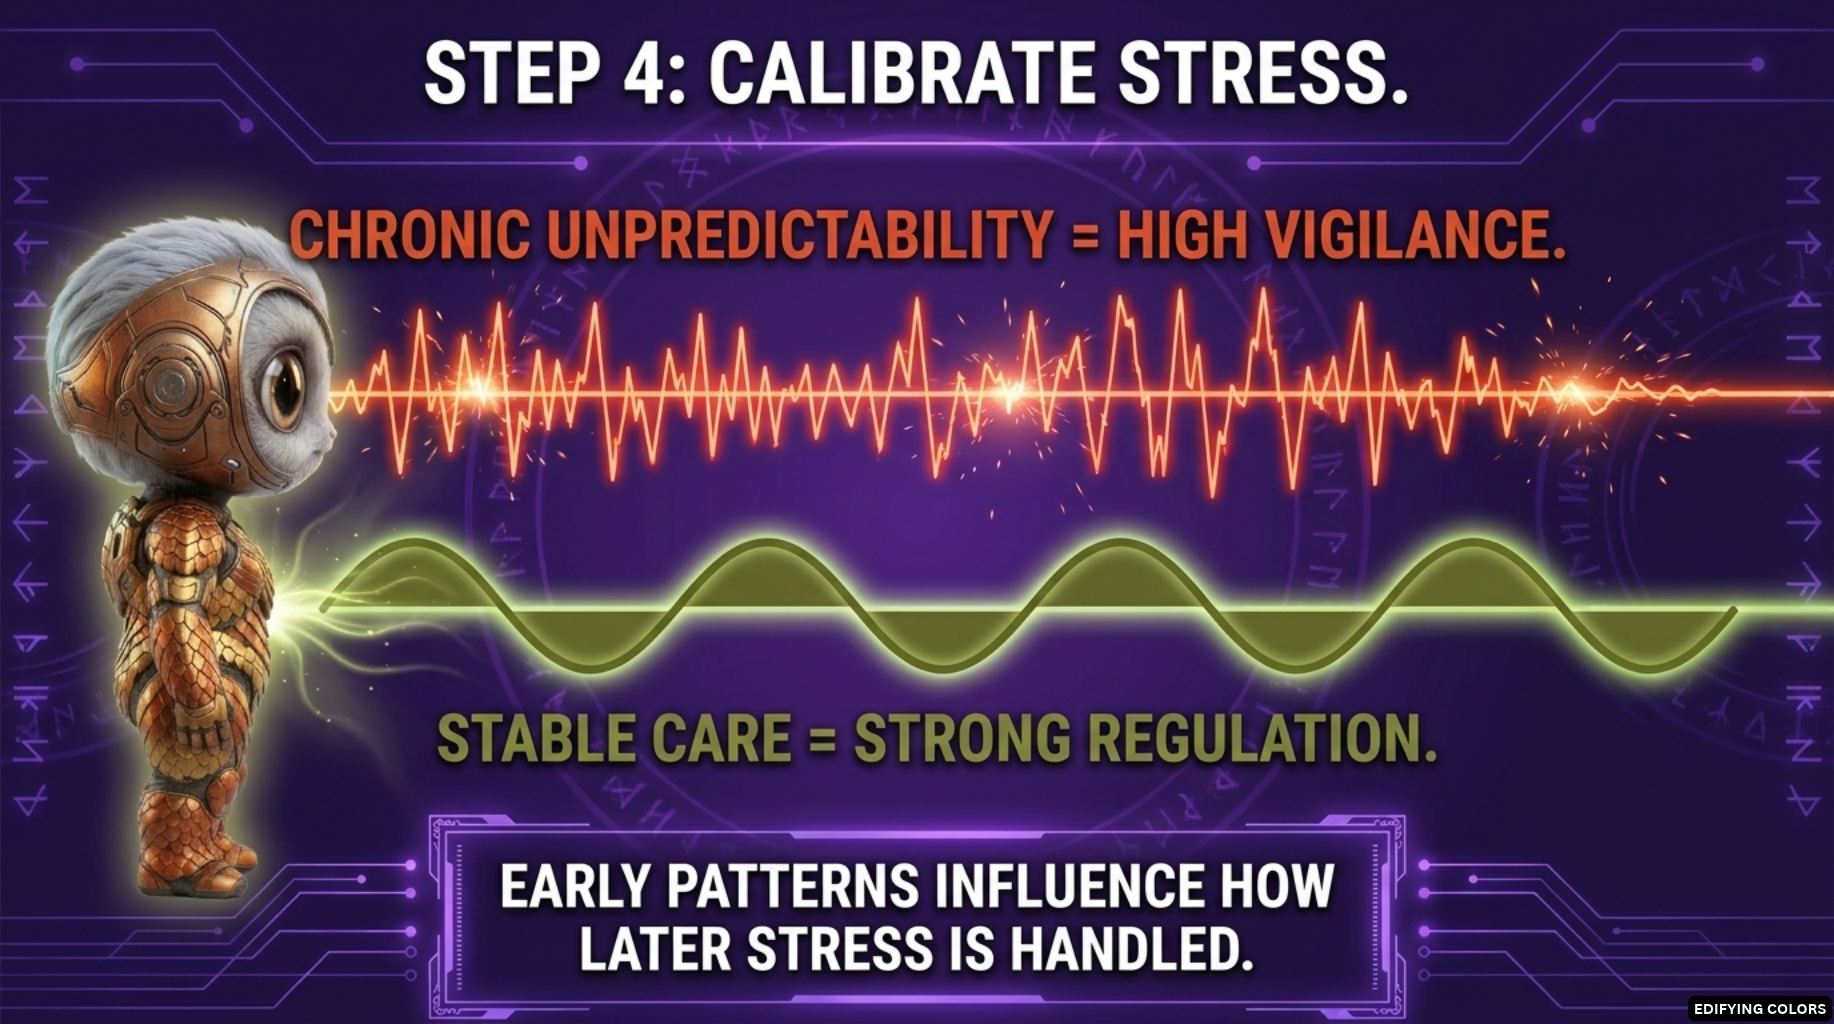 STEP 4: CALIBRATE STRESS.
CHRONIC UNPREDICTABILITY = HIGH VIGILANCE.
STABLE CARE = STRONG REGULATION.
EARLY PATTERNS INFLUENCE HOW
LATER STRESS IS HANDLED.
EDIFYING COLORS